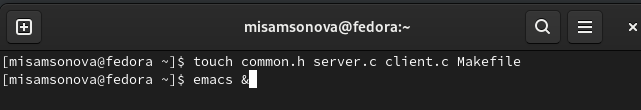 misamsonova@fedora:~
[misamsonova@fedora ~]$ touch common.h server.c client.c Makefile
[misamsonova@fedora ~]$ emacs &